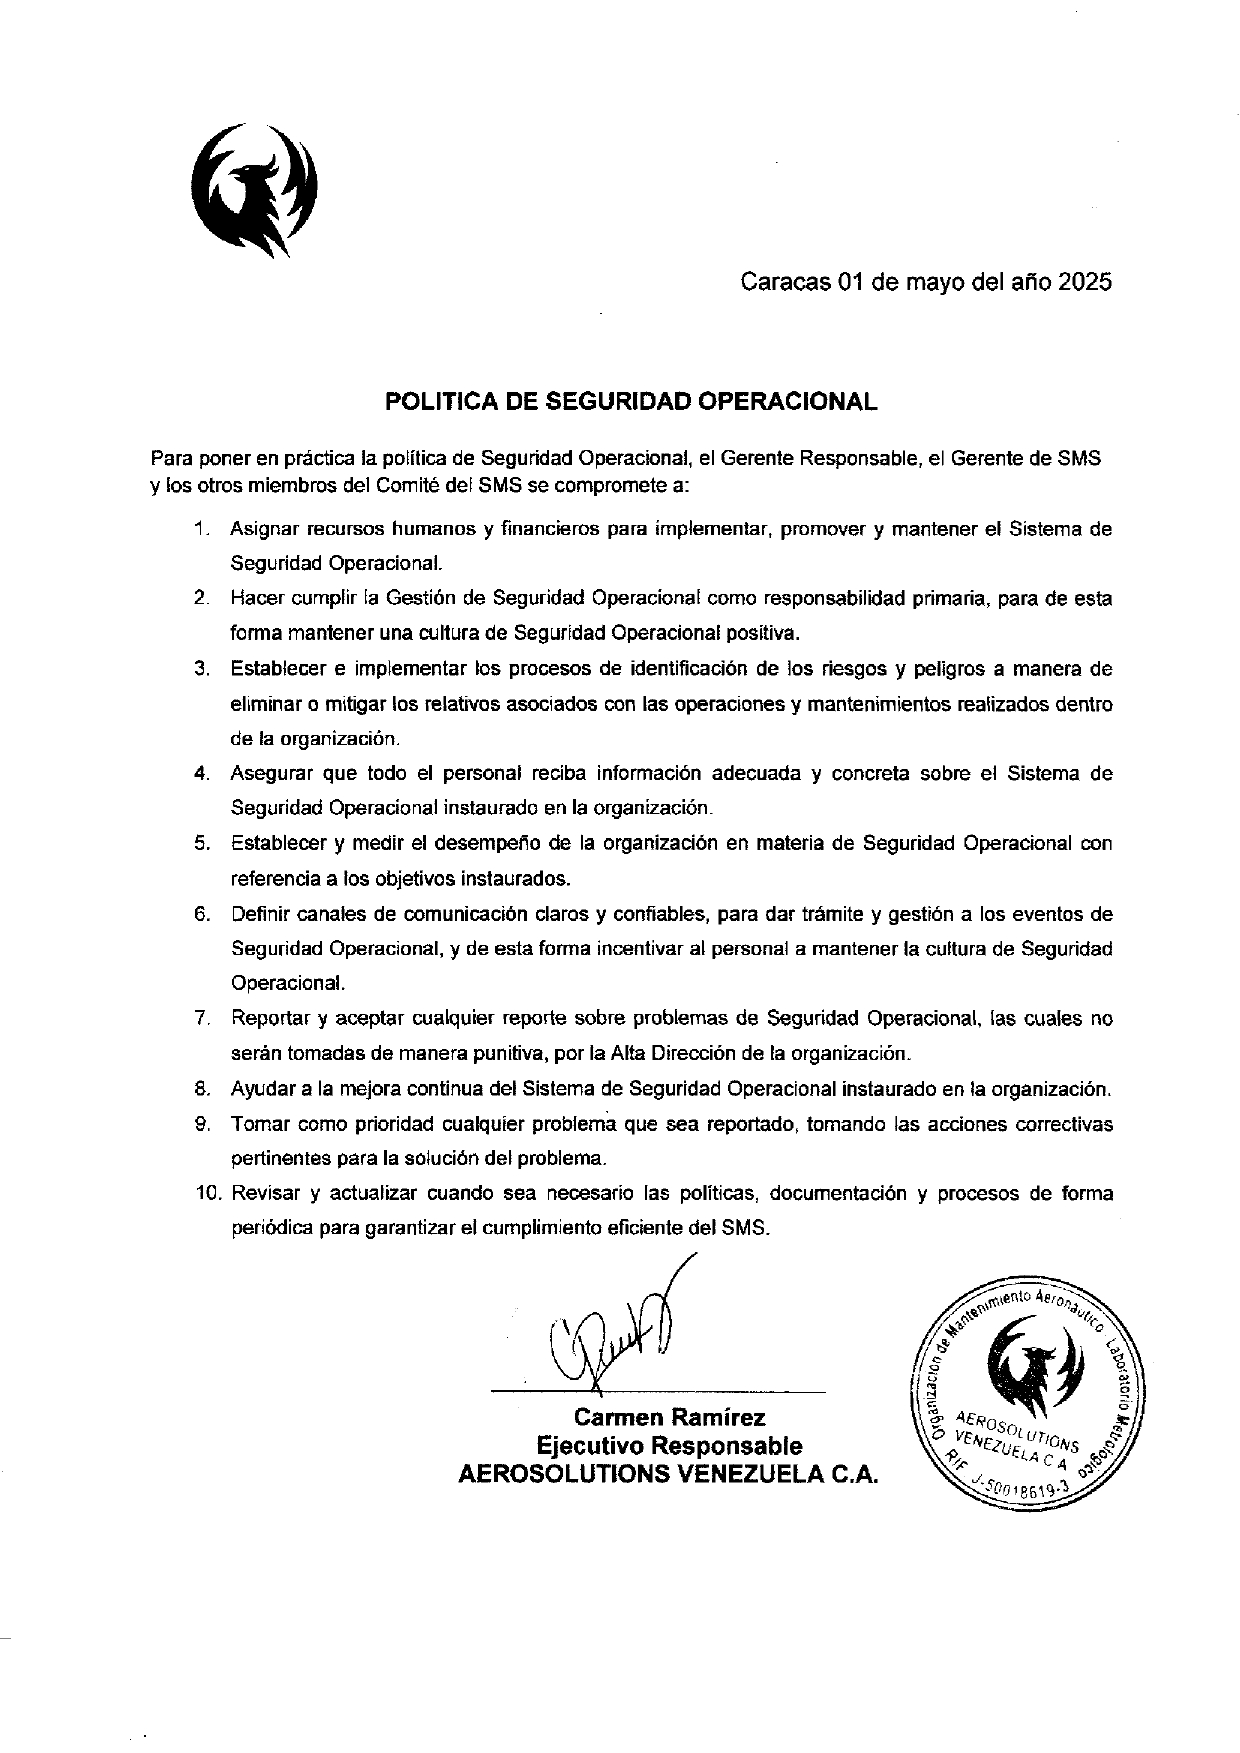 Caracas 01 de mayo del año 2025
POLITICA DE SEGURIDAD OPERACIONAL
Para poner en práctica la política de Seguridad Operacional, el Gerente Responsable, el Gerente de SMS
y los otros miembros del Comité del SMS se compromete a:
1. Asignar recursos humanos y financieros para implementar, promover y mantener el Sistema de
Seguridad Operacional.
2. Hacer cumplir la Gestión de Seguridad Operacional como responsabilidad primaria, para de esta
forma mantener una cultura de Seguridad Operacional positiva.
3. Establecer e implementar los procesos de identificación de los riesgos y peligros a manera de
eliminar o mitigar los relativos asociados con las operaciones y mantenimientos realizados dentro
de la organización.
4. Asegurar que todo el personal reciba información adecuada y concreta sobre el Sistema de
Seguridad Operacional instaurado en la organización.
5. Establecer y medir el desempeño de la organización en materia de Seguridad Operacional con
referencia a los objetivos instaurados.
6. Definir canales de comunicación claros y confiables, para dar trámite y gestión a los eventos de
Seguridad Operacional, y de esta forma incentivar al personal a mantener la cultura de Seguridad
Operacional.
7. Reportar y aceptar cualquier reporte sobre problemas de Seguridad Operacional, las cuales no
serán tomadas de manera punitiva, por la Alta Dirección de la organización.
8. Ayudar a la mejora continua del Sistema de Seguridad Operacional instaurado en la organización.
9. Tomar como prioridad cualquier problema que sea reportado, tomando las acciones correctivas
pertinentes para la solución del problema.
10. Revisar y actualizar cuando sea necesario las políticas, documentación y procesos de forma
periódica para garantizar el cumplimiento eficiente del SMS.
Carmen Ramírez
Ejecutivo Responsable
AEROSOLUTIONS VENEZUELA C.A.
Organización de Mantenimiento Aeronáutico Laboratorio Metrológico
AEROSOLUTIONS
VENEZUELA C A
RIF J-50018619-3